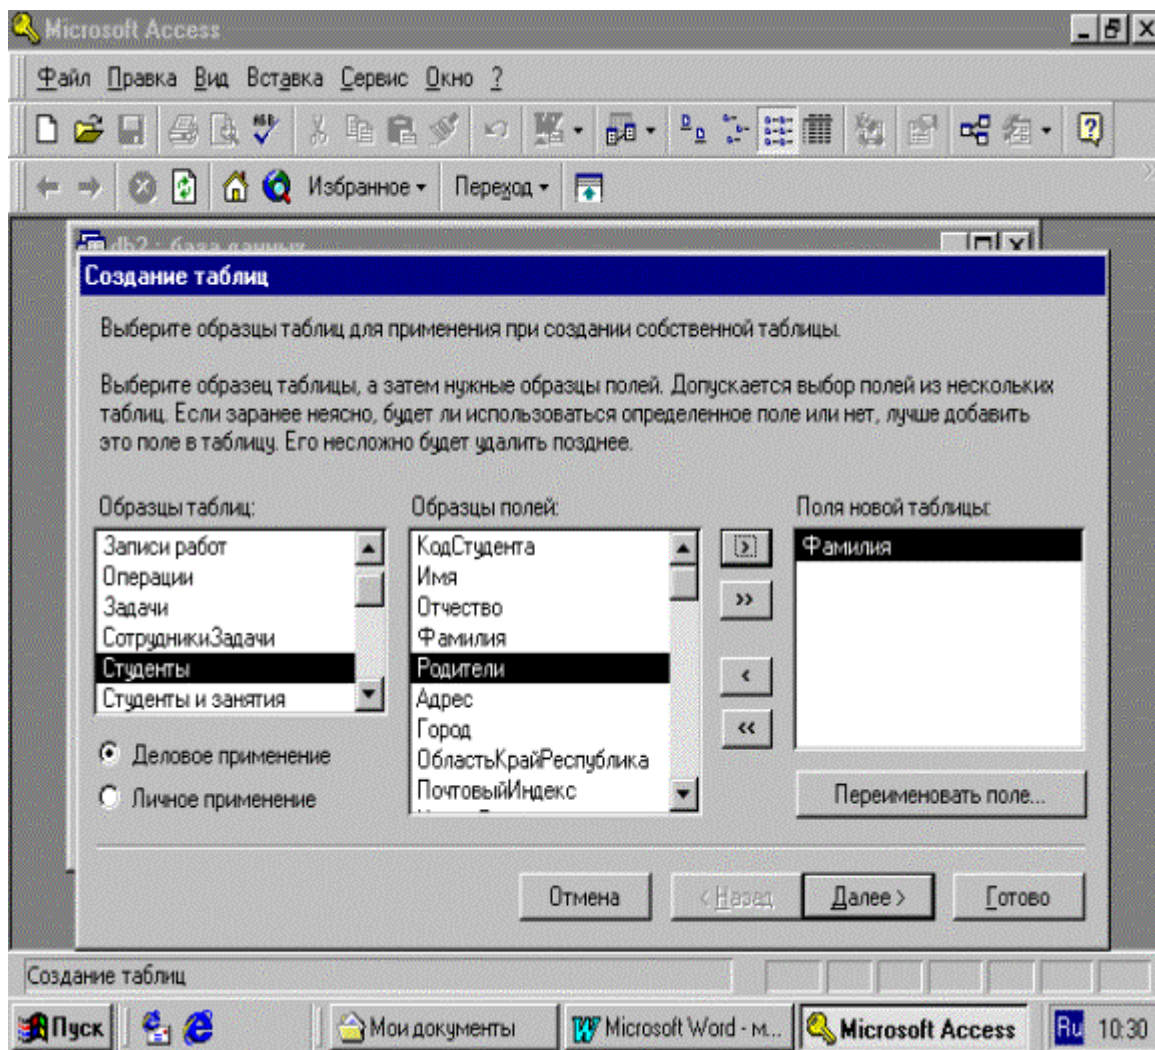 Microsoft Access
Файл Правка Вид Вставка Сервис Окно ?
Избранное Переход
db2 : база данных
Создание таблиц
Выберите образцы таблиц для применения при создании собственной таблицы.
Выберите образец таблицы, а затем нужные образцы полей. Допускается выбор полей из нескольких
таблиц. Если заранее неясно, будет ли использоваться определенное поле или нет, лучше добавить
это поле в таблицу. Его несложно будет удалить позднее.
Образцы таблиц:
Записи работ
Операции
Задачи
СотрудникиЗадачи
Студенты
Студенты и занятия
Деловое применение
Личное применение
Образцы полей:
КодСтудента
Имя
Отчество
Фамилия
Родители
Адрес
Город
ОбластьКрайРеспублика
ПочтовыйИндекс
>
>>
<
<<
Поля новой таблицы:
Фамилия
Переименовать поле...
Отмена < Назад Далее > Готово
Создание таблиц
Пуск Мои документы Microsoft Word - м... Microsoft Access Ru 10:30